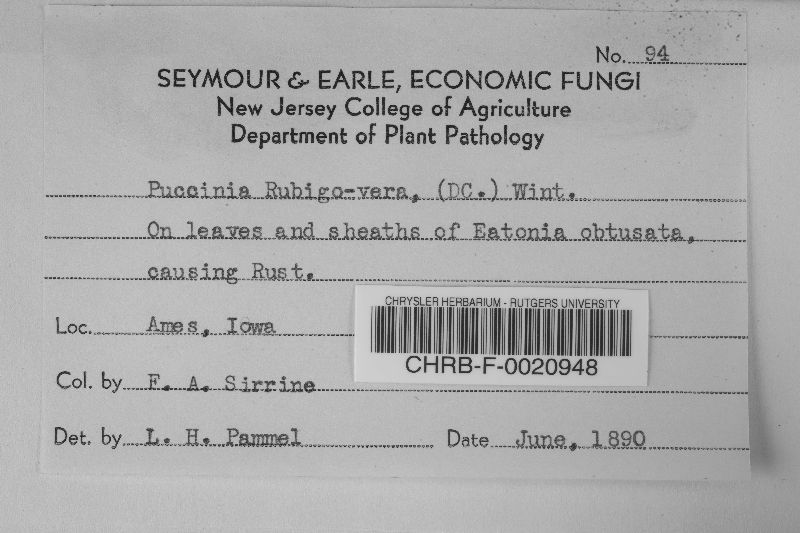 No. 94
SEYMOUR & EARLE, ECONOMIC FUNGI
New Jersey College of Agriculture
Department of Plant Pathology
Puccinia Rubigo-vera, (DC.) Wint.
On leaves and sheaths of Eatonia obtusata,
causing Rust.
CHRYSLER HERBARIUM - RUTGERS UNIVERSITY
CHRB-F-0020948
Loc. Ames, Iowa
Col. by F. A. Sirrine
Det. by L. H. Pammel Date June, 1890